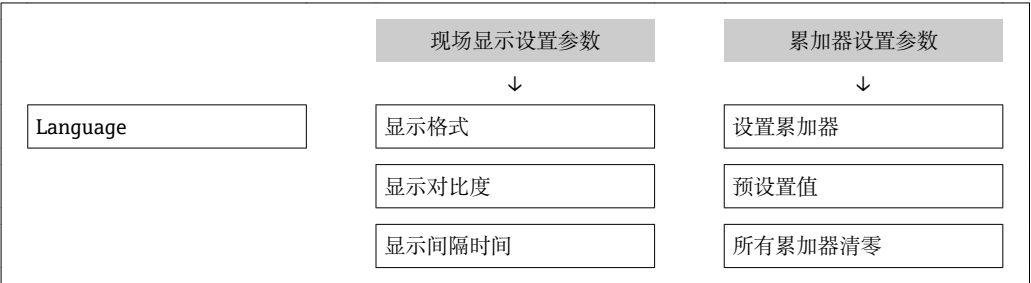 现场显示设置参数
累加器设置参数
↓
↓
Language
显示格式
设置累加器
显示对比度
预设置值
显示间隔时间
所有累加器清零